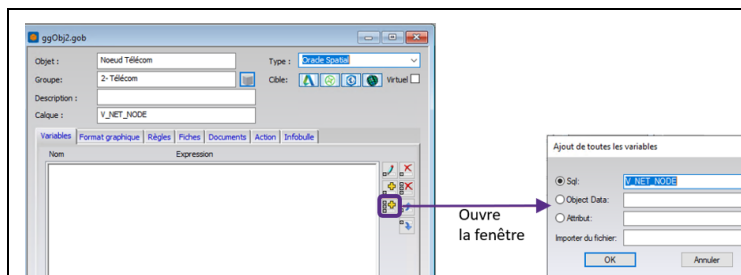 ggObj2.gob
Objet : Noeud Télécom Type : Oracle Spatial
Groupe: 2- Télécom Cible: Virtuel
Description :
Calque : V_NET_NODE
Variables Format graphique Règles Fiches Documents Action Infobulle
Nom Expression
Ouvre
la fenêtre
Ajout de toutes les variables
Sql: V_NET_NODE
Object Data:
Attribut:
Importer du fichier:
OK Annuler